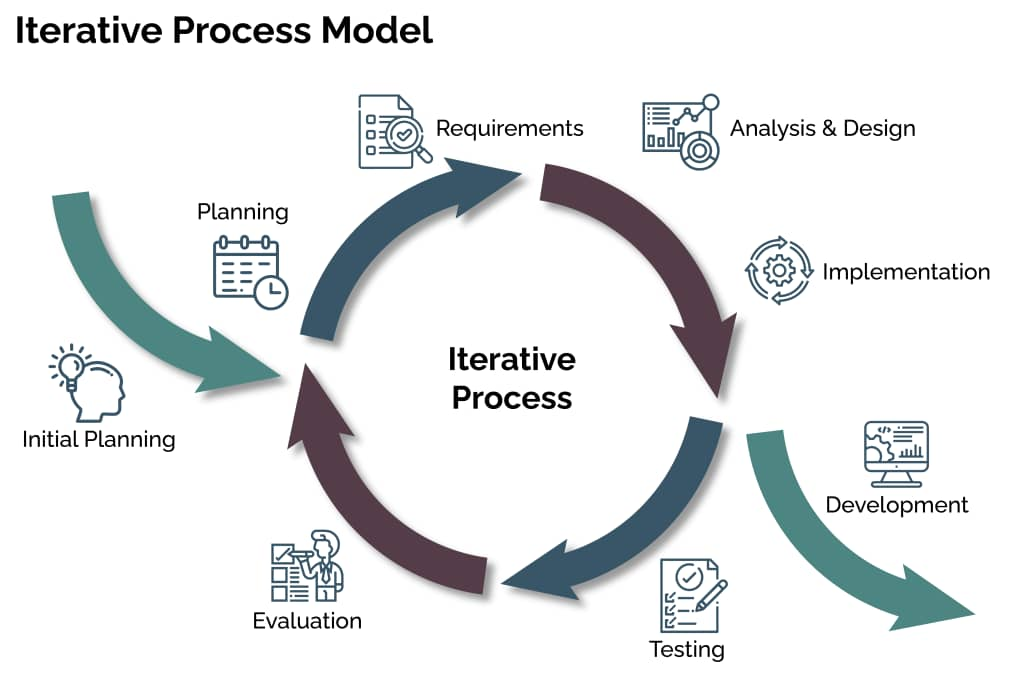 Iterative Process Model
Requirements
Analysis & Design
Planning
Implementation
Iterative
Process
Initial Planning
Development
Evaluation
Testing